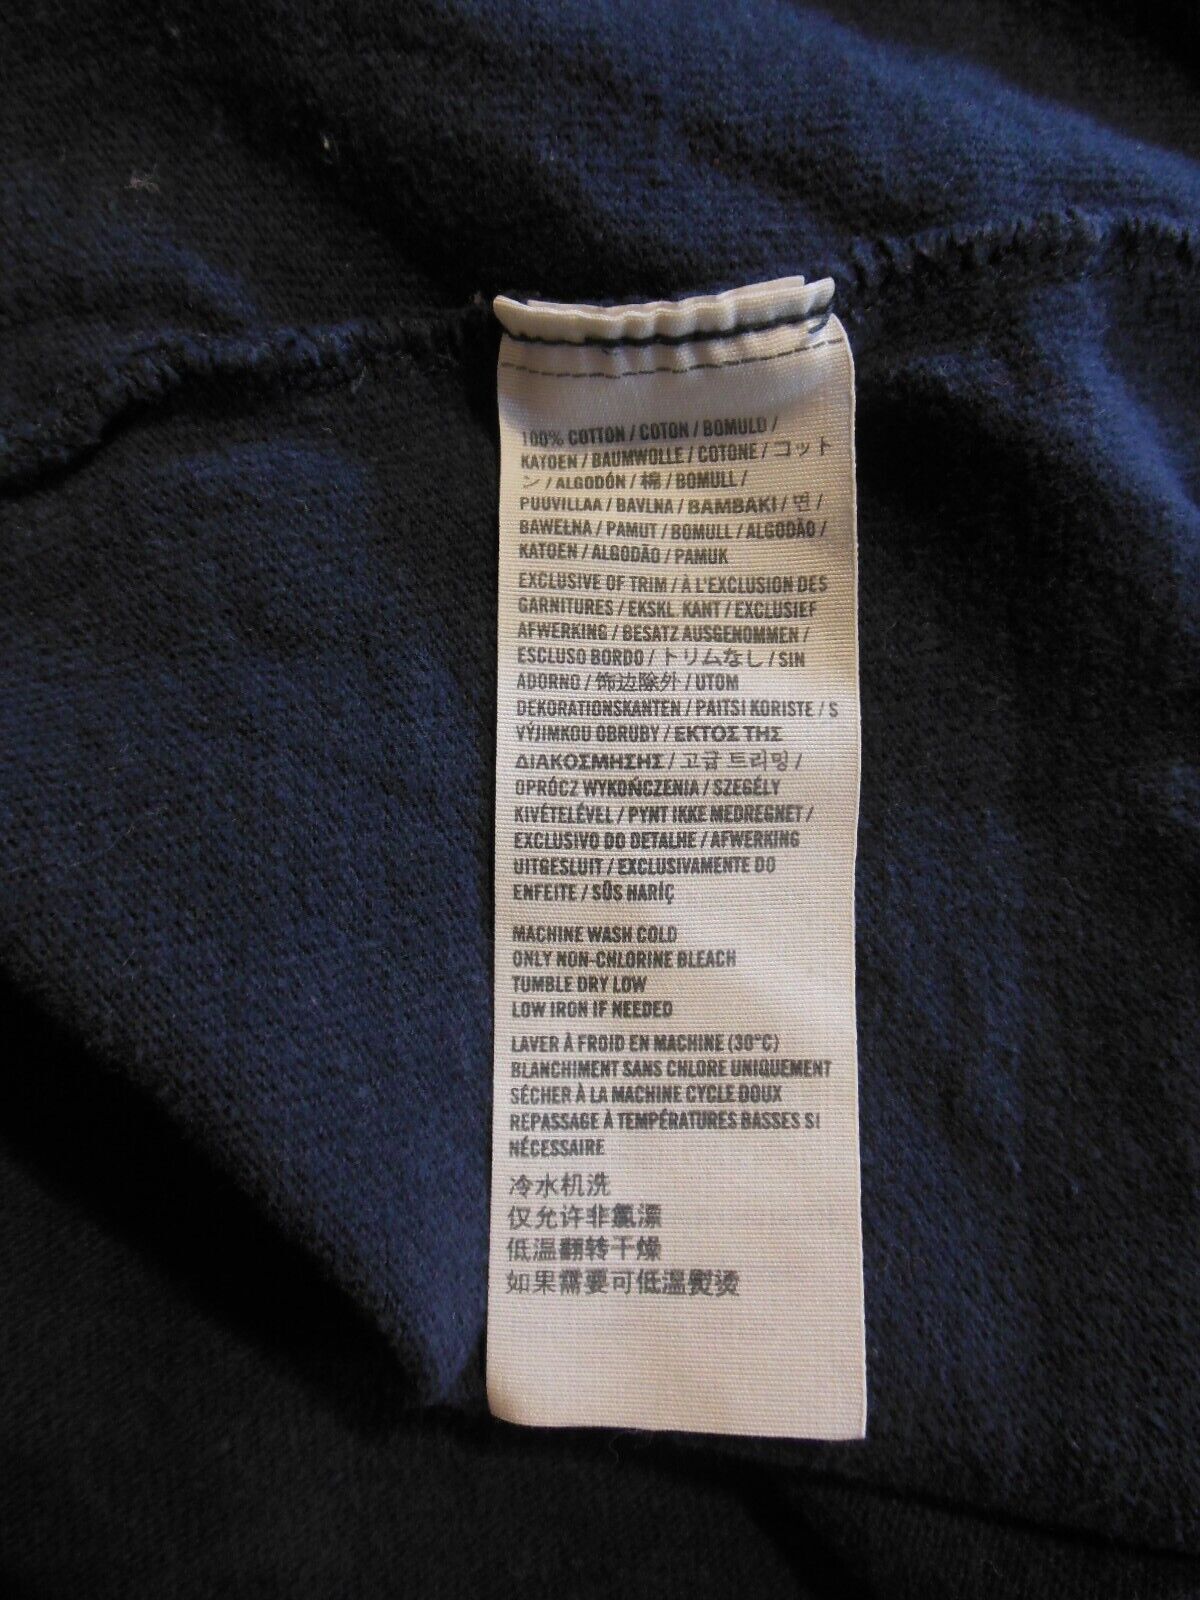 100% COTTON / COTON / BOMULD /
KATOEN / BAUMWOLLE / COTONE / コット
ン / ALGODÓN / 棉 / BOMULL /
PUUVILLAA / BAVLNA / BAMBAKI / 면 /
BAWEŁNA / PAMUT / BOMULL / ALGODÃO /
KATOEN / ALGODÃO / PAMUK
EXCLUSIVE OF TRIM / À L'EXCLUSION DES
GARNITURES / EKSKL. KANT / EXCLUSIEF
AFWERKING / BESATZ AUSGENOMMEN /
ESCLUSO BORDO / トリムなし / SIN
ADORNO / 饰边除外 / UTOM
DEKORATIONSKANTEN / PAITSI KORISTE / S
VÝJIMKOU OBRUBY / ΕΚΤΟΣ ΤΗΣ
ΔΙΑΚΟΣΜΗΣΗΣ / 고급 트리밍 /
OPRÓCZ WYKOŃCZENIA / SZEGÉLY
KIVÉTELÉVEL / PYNT IKKE MEDREGNET /
EXCLUSIVO DO DETALHE / AFWERKING
UITGESLUIT / EXCLUSIVAMENTE DO
ENFEITE / SÛS HARİÇ
MACHINE WASH COLD
ONLY NON-CHLORINE BLEACH
TUMBLE DRY LOW
LOW IRON IF NEEDED
LAVER À FROID EN MACHINE (30°C)
BLANCHIMENT SANS CHLORE UNIQUEMENT
SÉCHER À LA MACHINE CYCLE DOUX
REPASSAGE À TEMPÉRATURES BASSES SI
NÉCESSAIRE
冷水机洗
仅允许非氯漂
低温翻转干燥
如果需要可低温熨烫